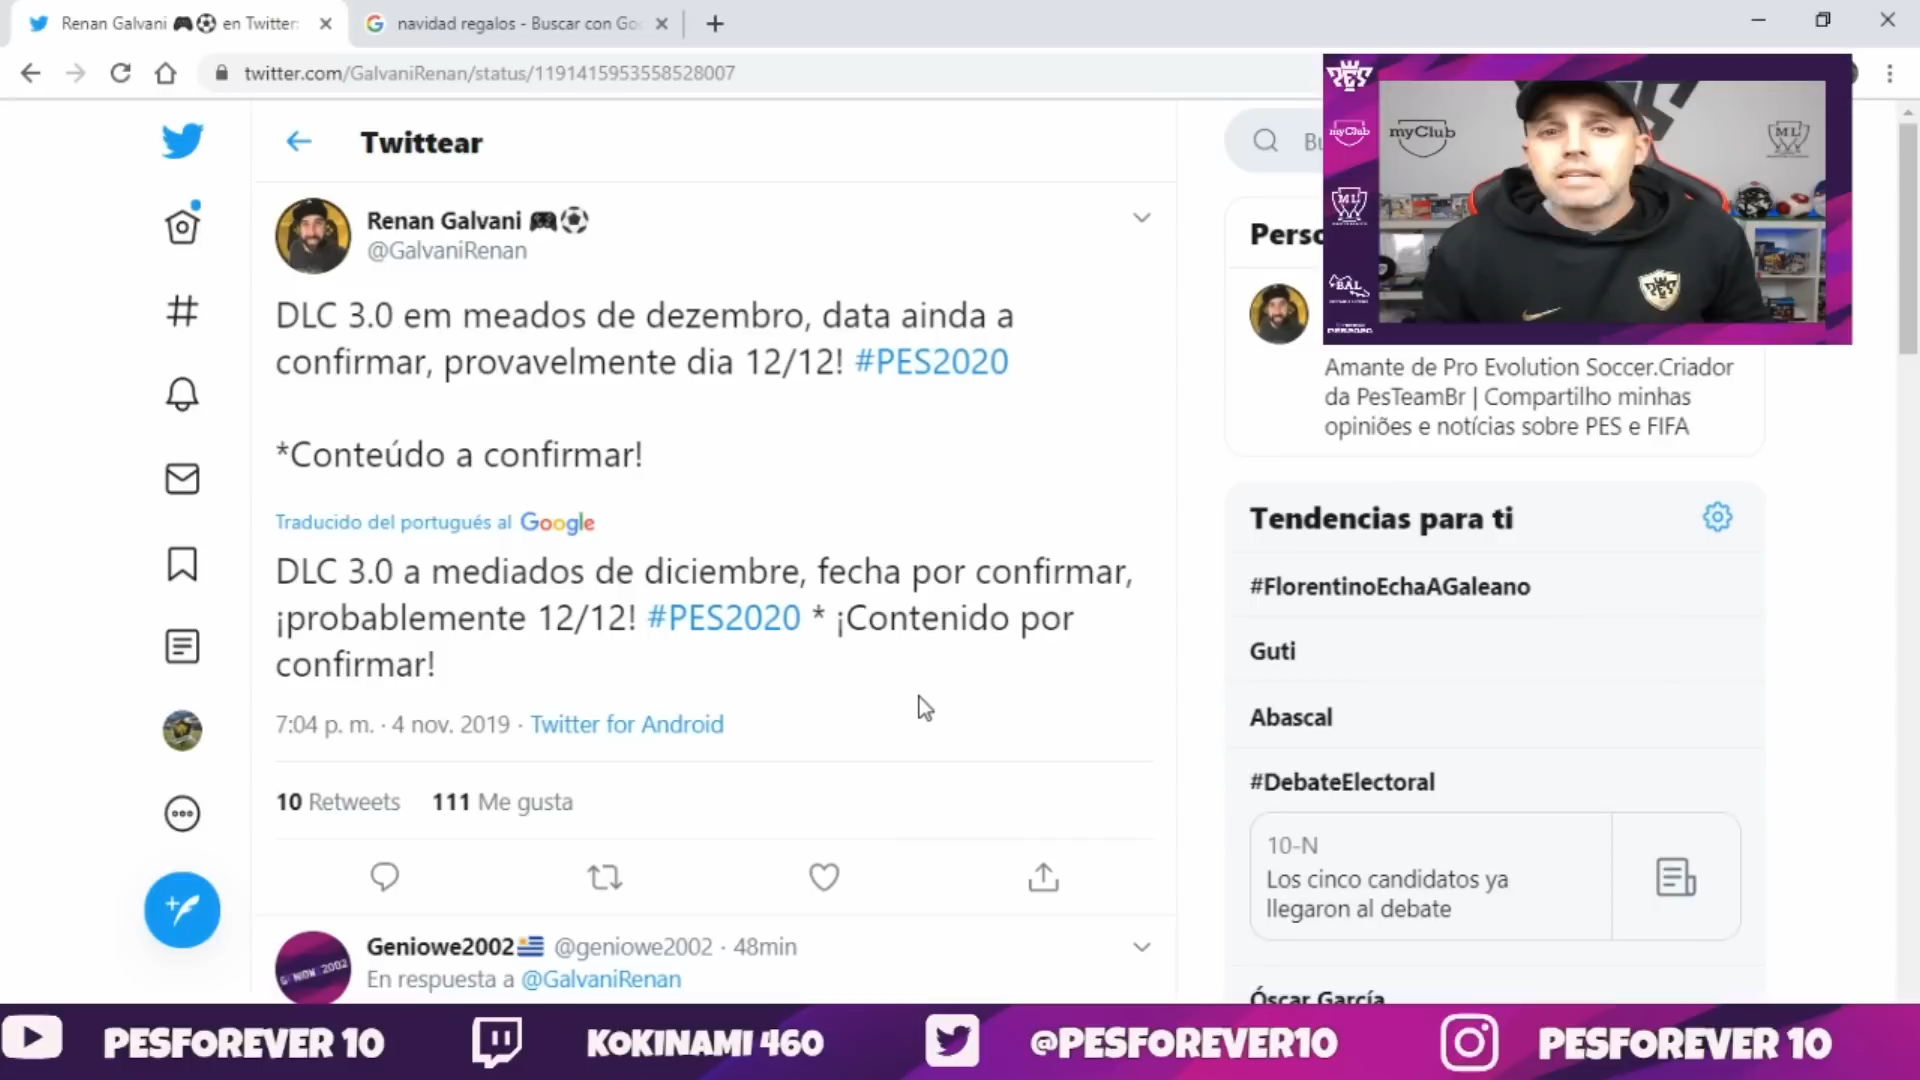 Renan Galvani 🎮⚽ en Twitter:
navidad regalos - Buscar con Go
twitter.com/GalvaniRenan/status/1191415953558528007
Twittear
Renan Galvani 🎮⚽
@GalvaniRenan
DLC 3.0 em meados de dezembro, data ainda a
confirmar, provavelmente dia 12/12! #PES2020
*Conteúdo a confirmar!
Traducido del portugués al Google
DLC 3.0 a mediados de diciembre, fecha por confirmar,
¡probablemente 12/12! #PES2020 * ¡Contenido por
confirmar!
7:04 p. m. · 4 nov. 2019 · Twitter for Android
10 Retweets 111 Me gusta
Geniowe2002🇺🇾 @geniowe2002 · 48min
En respuesta a @GalvaniRenan
PES
myClub
ML
BAL
myClub
ML
Amante de Pro Evolution Soccer.Criador
da PesTeamBr | Compartilho minhas
opiniões e notícias sobre PES e FIFA
Tendencias para ti
#FlorentinoEchaAGaleano
Guti
Abascal
#DebateElectoral
10-N
Los cinco candidatos ya
llegaron al debate
Óscar García
PESFOREVER 10
KOKINAMI 460
@PESFOREVER10
PESFOREVER 10